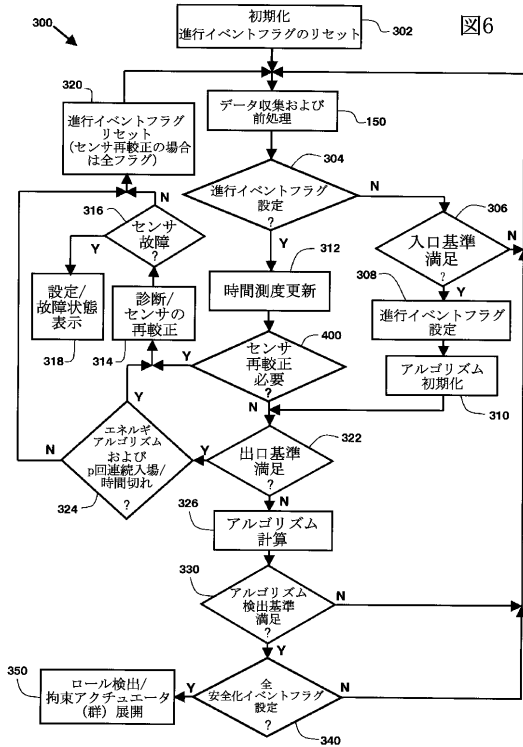 300
初期化
進行イベントフラグのリセット
302
図6
320
進行イベントフラグ
リセット
(センサ再較正の場合
は全フラグ)
データ収集および
前処理
150
304
進行イベントフラグ
設定
?
N
Y
306
入口基準
満足
?
N
Y
316
N
センサ
故障
?
Y
312
時間測度更新
308
進行イベントフラグ
設定
設定/
故障状態
表示
318
診断/
センサの
再較正
314
400
センサ
再較正
必要
?
Y
N
アルゴリズム
初期化
310
エネルギ
アルゴリズム
および
p回連続入場/
時間切れ
?
324
N
Y
出口基準
満足
?
322
Y
N
326
アルゴリズム
計算
330
アルゴリズム
検出基準
満足
?
N
Y
350
ロール検出/
拘束アクチュエータ
(群)展開
全
安全化イベントフラグ
設定
?
340
Y
N